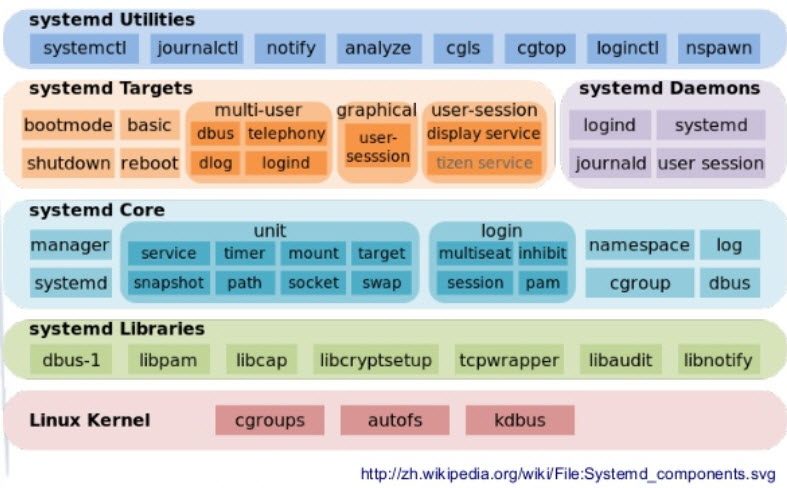 systemd Utilities
systemctl journalctl notify analyze cgls cgtop loginctl nspawn
systemd Targets
bootmode basic
shutdown reboot
multi-user
dbus telephony
dlog logind
graphical
user-
sesssion
user-session
display service
tizen service
systemd Daemons
logind systemd
journald user session
systemd Core
manager
systemd
unit
service timer mount target
snapshot path socket swap
login
multiseat inhibit
session pam
namespace log
cgroup dbus
systemd Libraries
dbus-1 libpam libcap libcryptsetup tcpwrapper libaudit libnotify
Linux Kernel cgroups autofs kdbus
http://zh.wikipedia.org/wiki/File:Systemd_components.svg